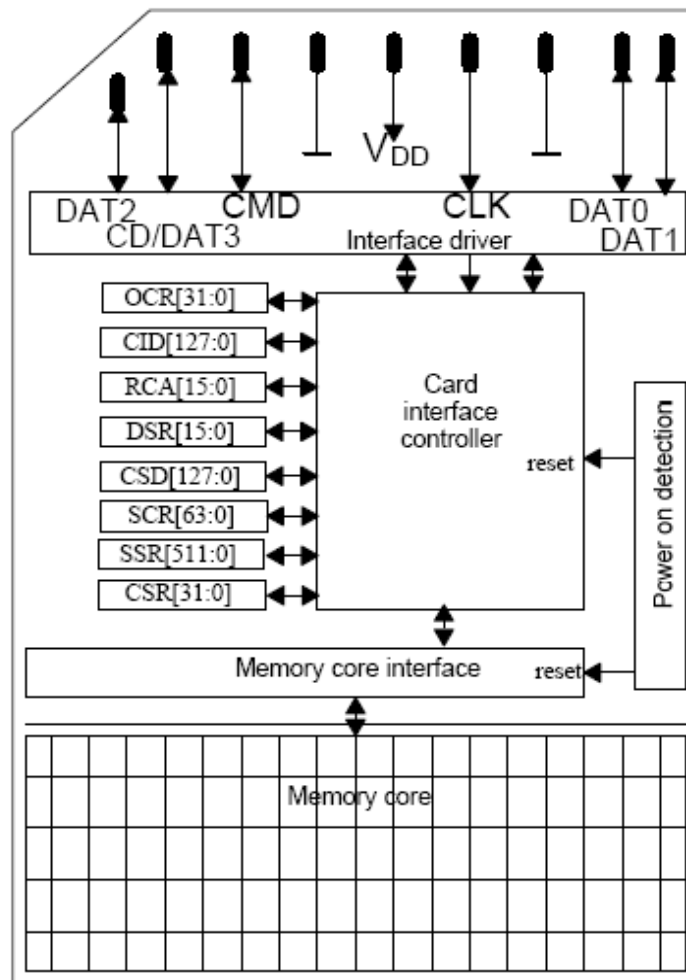 VDD
DAT2
CMD
CLK
DAT0
CD/DAT3
Interface driver
DAT1
OCR[31:0]
CID[127:0]
RCA[15:0]
DSR[15:0]
CSD[127:0]
SCR[63:0]
SSR[511:0]
CSR[31:0]
Card
interface
controller
reset
Power on detection
Memory core interface
reset
Memory core